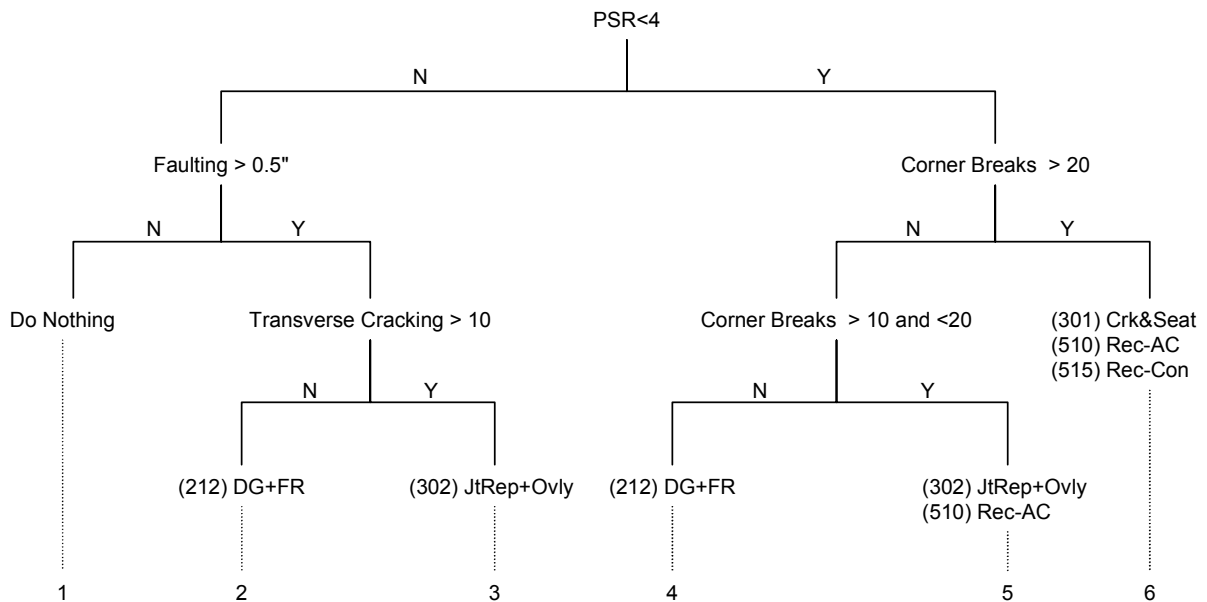 PSR<4
N
Y
Faulting > 0.5"
Corner Breaks > 20
N
Y
N
Y
Do Nothing
Transverse Cracking > 10
Corner Breaks > 10 and <20
(301) Crk&Seat
(510) Rec-AC
(515) Rec-Con
N
Y
N
Y
(212) DG+FR
(302) JtRep+Ovly
(212) DG+FR
(302) JtRep+Ovly
(510) Rec-AC
1
2
3
4
5
6